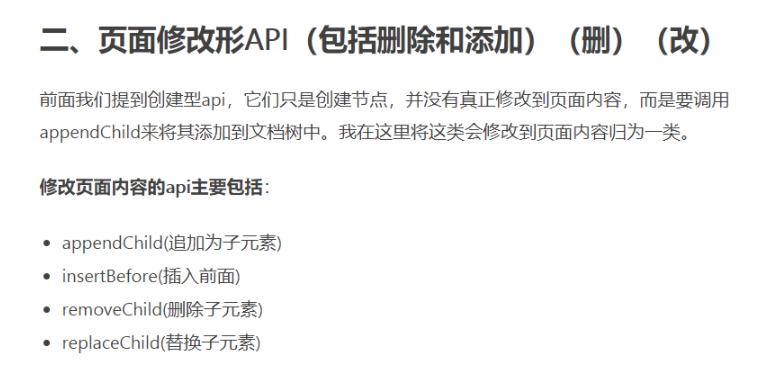 二、页面修改形API（包括删除和添加）（删）（改）
前面我们提到创建型api，它们只是创建节点，并没有真正修改到页面内容，而是要调用
appendChild来将其添加到文档树中。我在这里将这类会修改到页面内容归为一类。
修改页面内容的api主要包括：
• appendChild(追加为子元素)
• insertBefore(插入前面)
• removeChild(删除子元素)
• replaceChild(替换子元素)